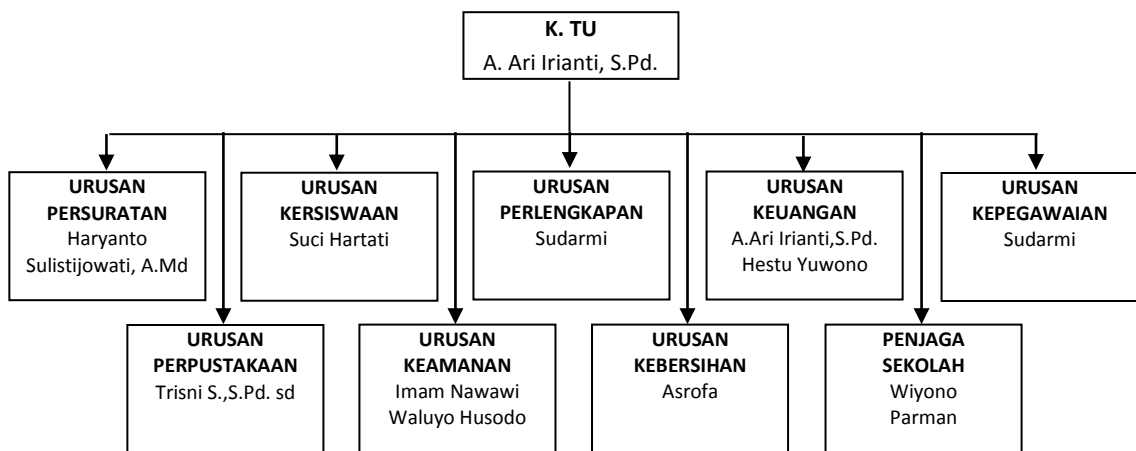 K. TU
A. Ari Irianti, S.Pd.
URUSAN
PERSURATAN
Haryanto
Sulistijowati, A.Md
URUSAN
KERSISWAAN
Suci Hartati
URUSAN
PERLENGKAPAN
Sudarmi
URUSAN
KEUANGAN
A.Ari Irianti,S.Pd.
Hestu Yuwono
URUSAN
KEPEGAWAIAN
Sudarmi
URUSAN
PERPUSTAKAAN
Trisni S.,S.Pd. sd
URUSAN
KEAMANAN
Imam Nawawi
Waluyo Husodo
URUSAN
KEBERSIHAN
Asrofa
PENJAGA
SEKOLAH
Wiyono
Parman